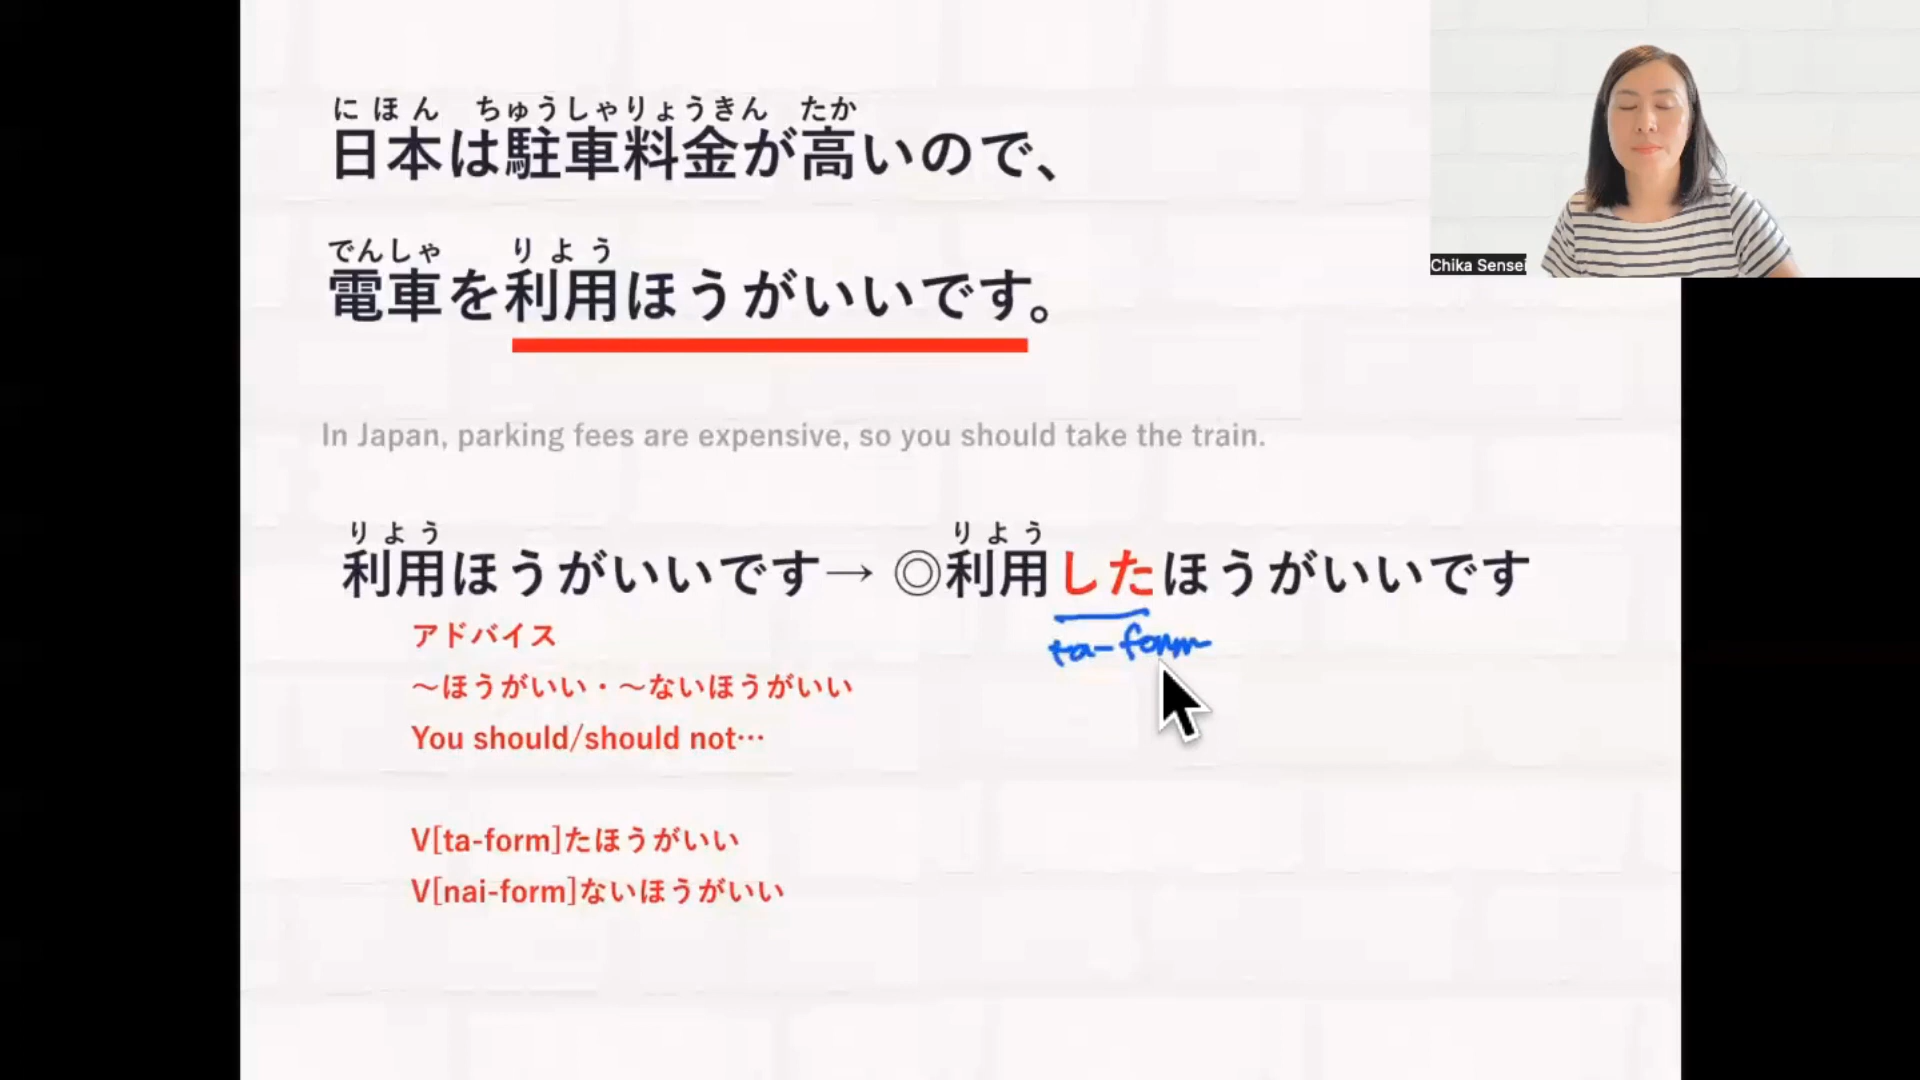 にほん ちゅうしゃりょうきん たか
日本は駐車料金が高いので、
でんしゃ りよう
電車を利用ほうがいいです。
Chika Sensei
In Japan, parking fees are expensive, so you should take the train.
りよう りよう
利用ほうがいいです→ ◎利用したほうがいいです
ta-form
アドバイス
～ほうがいい・～ないほうがいい
You should/should not…
V[ta-form]たほうがいい
V[nai-form]ないほうがいい